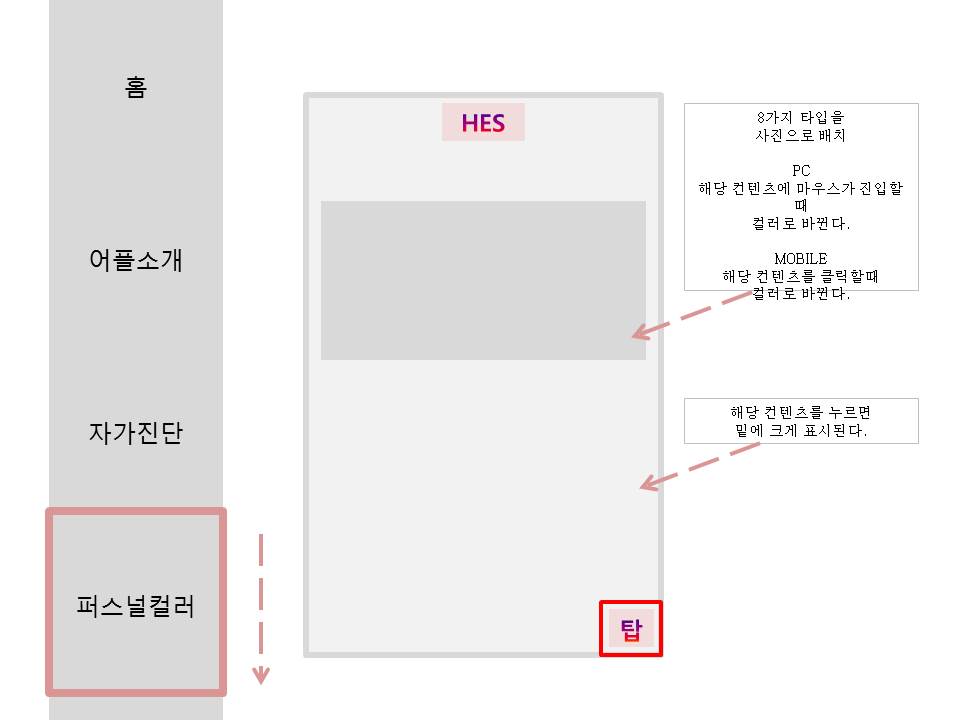 홈
어플소개
자가진단
퍼스널컬러
HES
탑
8가지 타입을
사진으로 배치
PC
해당 컨텐츠에 마우스가 진입할
때
컬러로 바뀐다.
MOBILE
해당 컨텐츠를 클릭할때
컬러로 바뀐다.
해당 컨텐츠를 누르면
밑에 크게 표시된다.